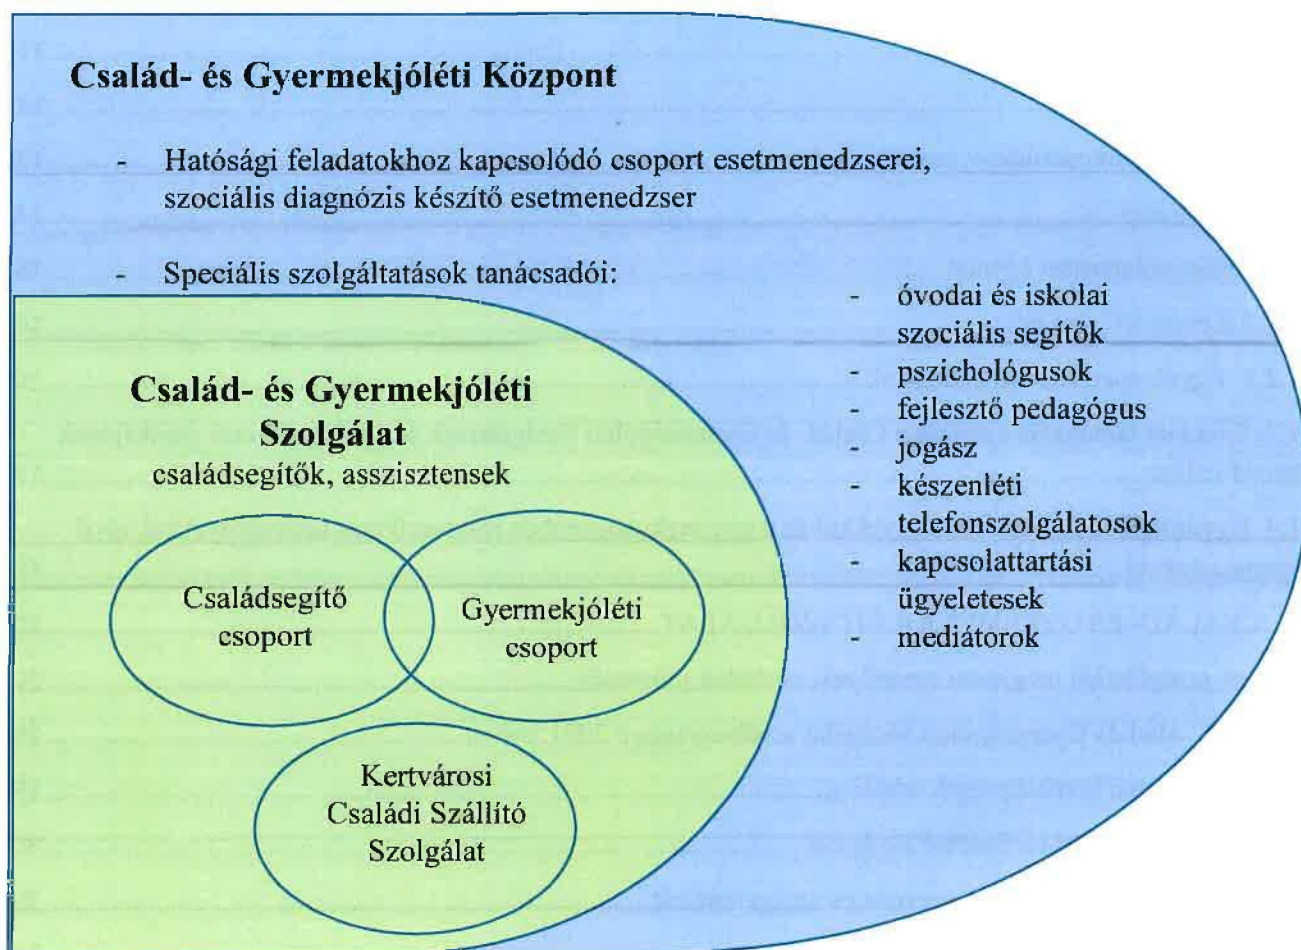 Család- és Gyermekjóléti Központ
- Hatósági feladatokhoz kapcsolódó csoport esetmenedzserei,
szociális diagnózis készítő esetmenedzser
- Speciális szolgáltatások tanácsadói:
- óvodai és iskolai
szociális segítők
- pszichológusok
- fejlesztő pedagógus
- jogász
- készenléti
telefonszolgálatosok
- kapcsolattartási
ügyeletesek
- mediátorok
Család- és Gyermekjóléti
Szolgálat
családsegítők, asszisztensek
Családsegítő
csoport
Gyermekjóléti
csoport
Kertvárosi
Családi Szállító
Szolgálat